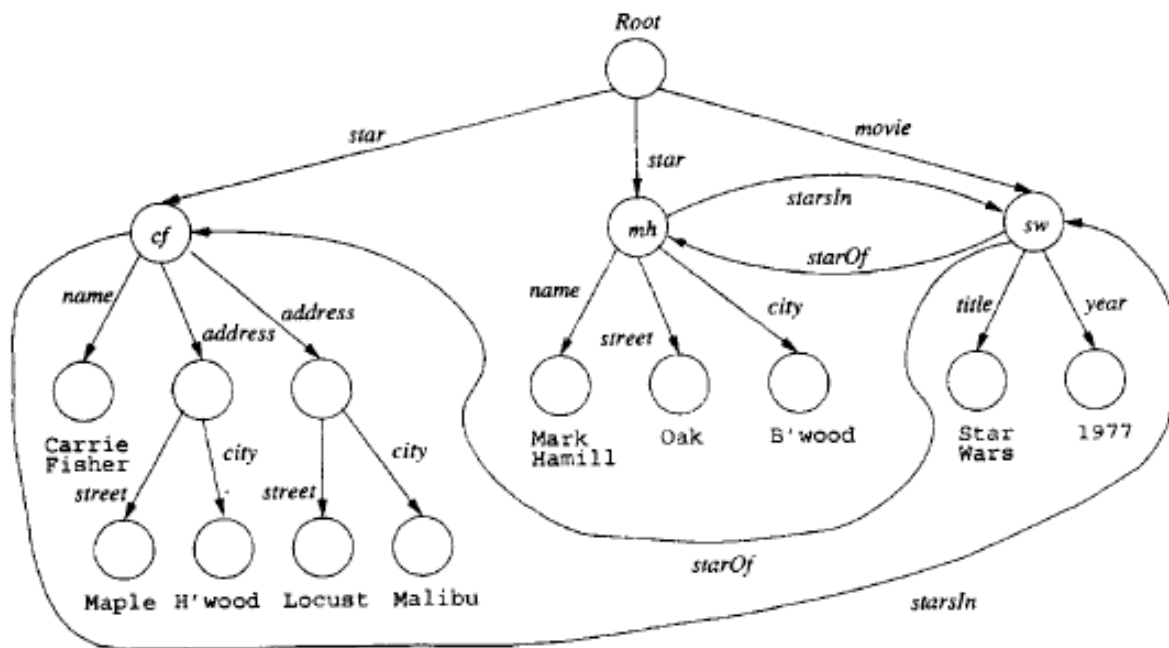 Root
star
star
movie
cf
mh
sw
starsIn
starOf
name
address
address
name
street
city
title
year
Carrie
Fisher
Mark
Hamill
Oak
B'wood
Star
Wars
1977
street
city
street
city
Maple
H'wood
Locust
Malibu
starOf
starsIn